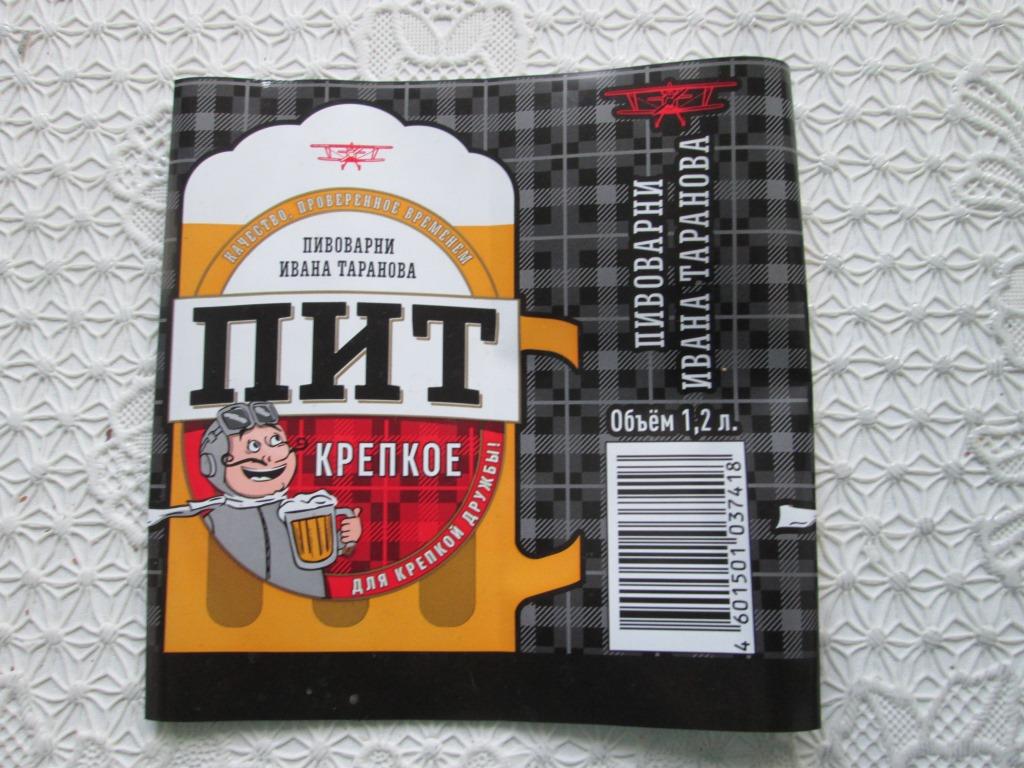 КАЧЕСТВО, ПРОВЕРЕННОЕ ВРЕМЕНЕМ
ПИВОВАРНИ
ИВАНА ТАРАНОВА
ПИТ
КРЕПКОЕ
ДЛЯ КРЕПКОЙ ДРУЖБЫ!
ПИВОВАРНИ
ИВАНА ТАРАНОВА
Объём 1,2 л.
4 601501 037418